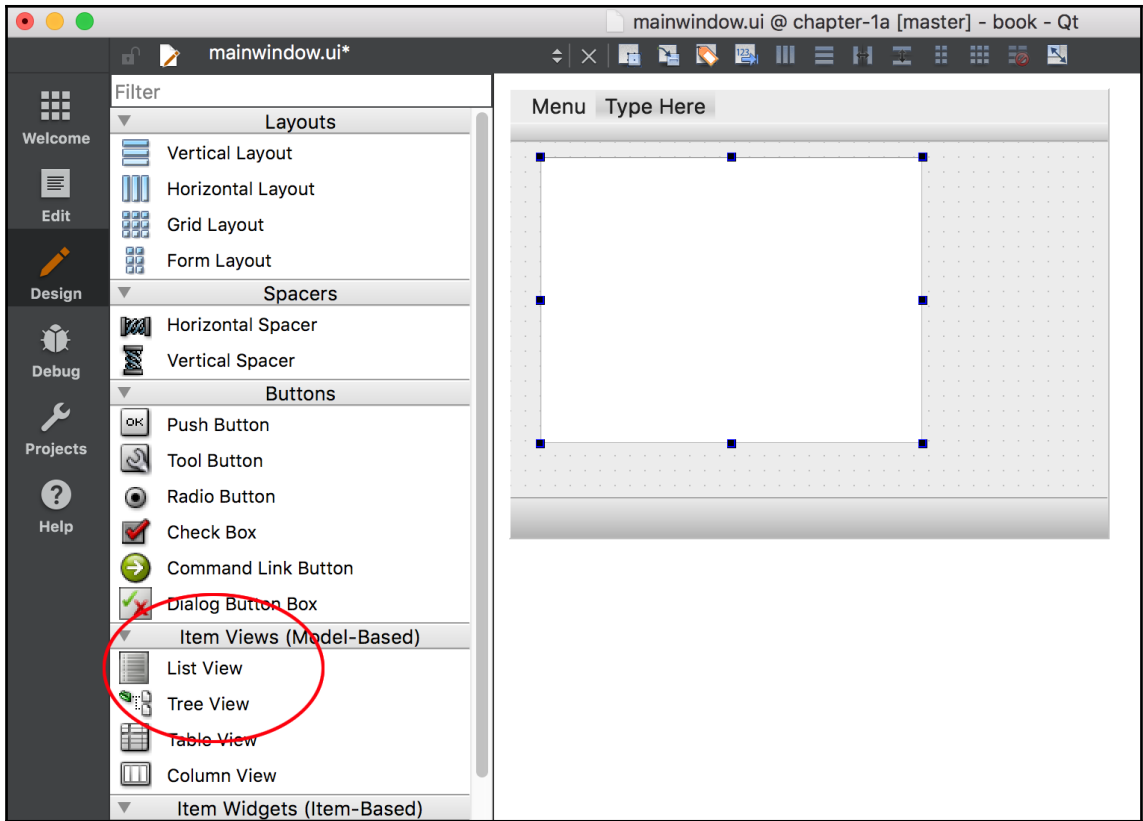 mainwindow.ui @ chapter-1a [master] - book - Qt
mainwindow.ui*
Welcome
Edit
Design
Debug
Projects
Help
Filter
Layouts
Vertical Layout
Horizontal Layout
Grid Layout
Form Layout
Spacers
Horizontal Spacer
Vertical Spacer
Buttons
OK Push Button
Tool Button
Radio Button
Check Box
Command Link Button
Dialog Button Box
Item Views (Model-Based)
List View
Tree View
Table View
Column View
Item Widgets (Item-Based)
Menu Type Here